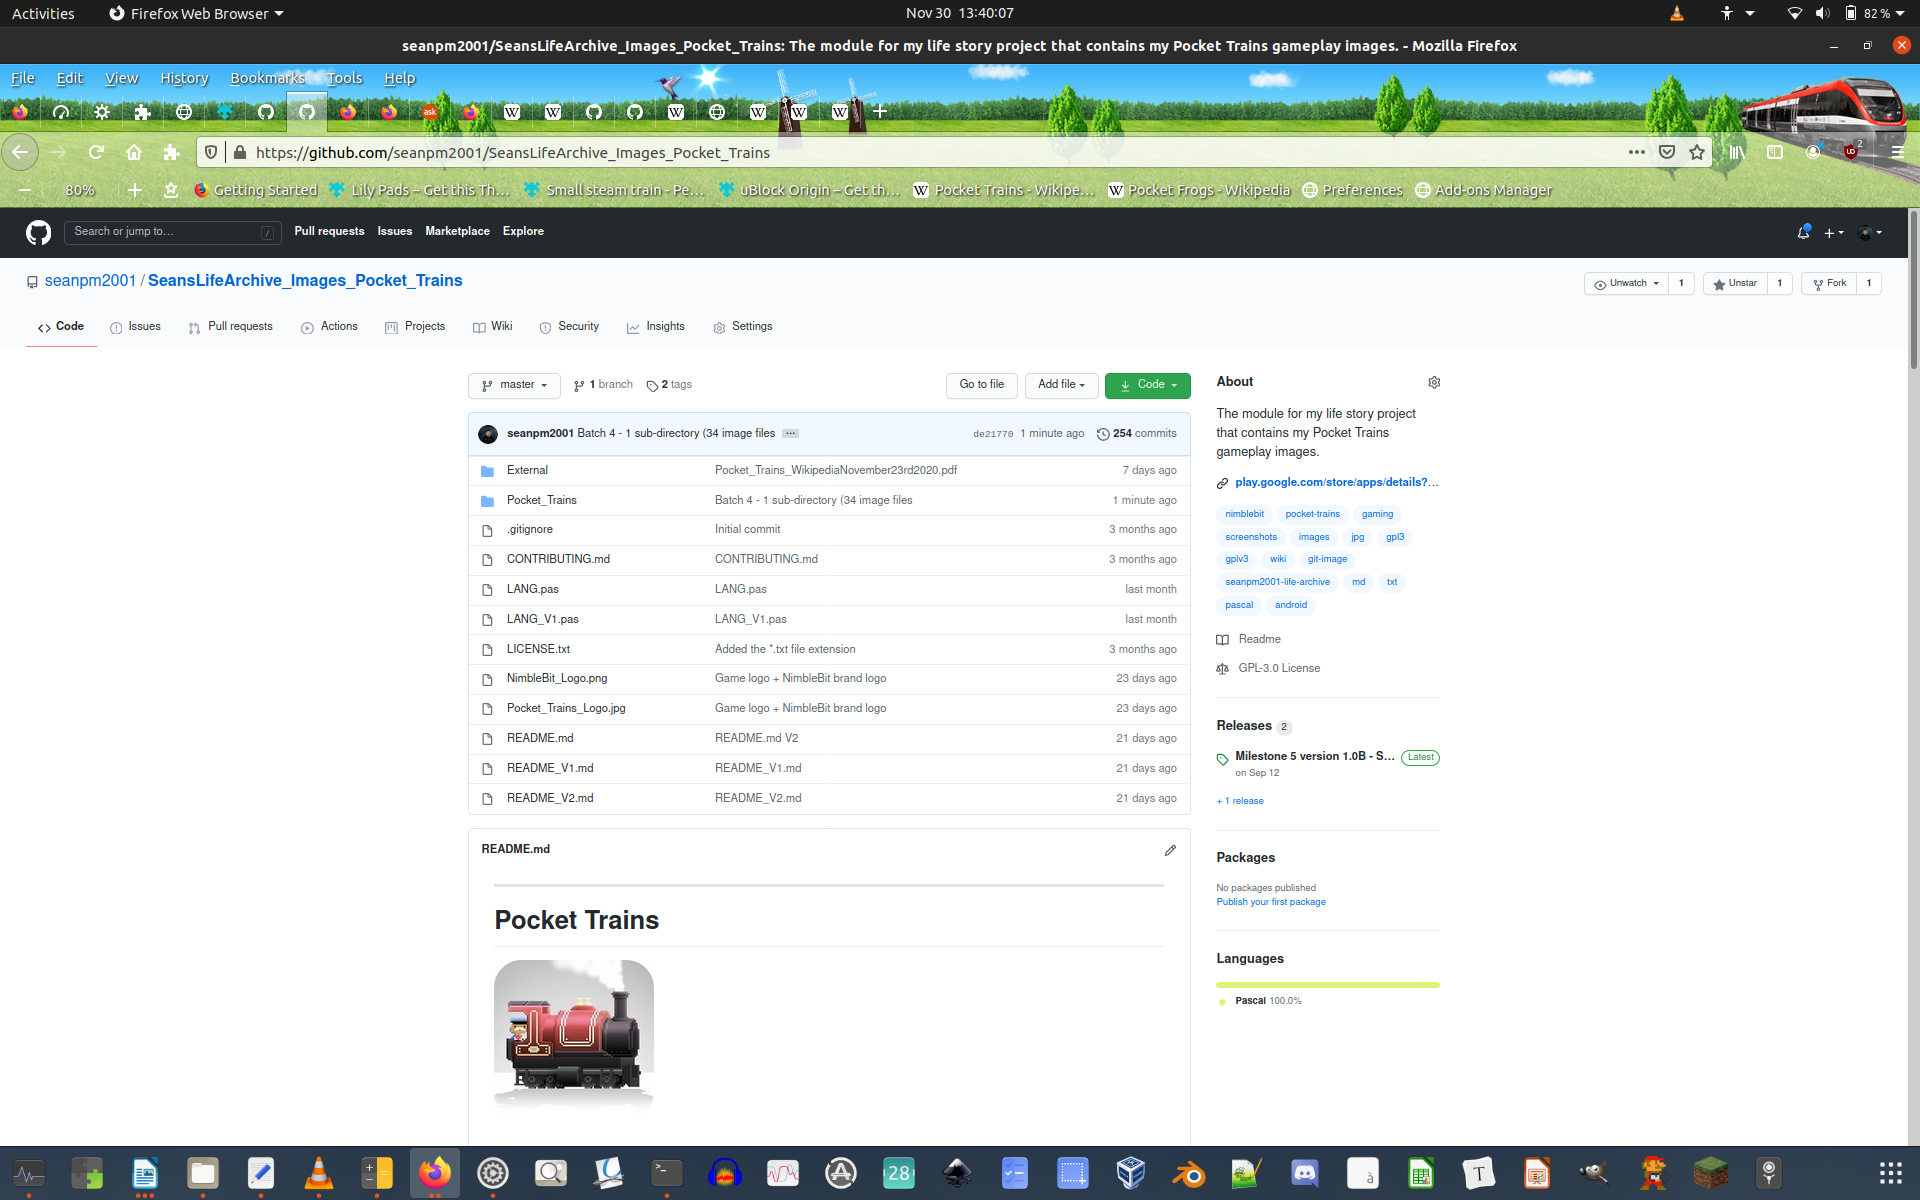 Activities Firefox Web Browser Nov 30 13:40:07 82 %
seanpm2001/SeansLifeArchive_Images_Pocket_Trains: The module for my life story project that contains my Pocket Trains gameplay images. - Mozilla Firefox
File Edit View History Bookmarks Tools Help
https://github.com/seanpm2001/SeansLifeArchive_Images_Pocket_Trains 2
80% Getting Started Lily Pads – Get this Th… Small steam train - Pe… uBlock Origin – Get th… Pocket Trains - Wikipe… Pocket Frogs - Wikipedia Preferences Add-ons Manager
Search or jump to… / Pull requests Issues Marketplace Explore
seanpm2001 / SeansLifeArchive_Images_Pocket_Trains Unwatch 1 Unstar 1 Fork 1
Code Issues Pull requests Actions Projects Wiki Security Insights Settings
master 1 branch 2 tags Go to file Add file Code
seanpm2001 Batch 4 - 1 sub-directory (34 image files … de21770 1 minute ago 254 commits
External Pocket_Trains_WikipediaNovember23rd2020.pdf 7 days ago
Pocket_Trains Batch 4 - 1 sub-directory (34 image files 1 minute ago
.gitignore Initial commit 3 months ago
CONTRIBUTING.md CONTRIBUTING.md 3 months ago
LANG.pas LANG.pas last month
LANG_V1.pas LANG_V1.pas last month
LICENSE.txt Added the *.txt file extension 3 months ago
NimbleBit_Logo.png Game logo + NimbleBit brand logo 23 days ago
Pocket_Trains_Logo.jpg Game logo + NimbleBit brand logo 23 days ago
README.md README.md V2 21 days ago
README_V1.md README_V1.md 21 days ago
README_V2.md README_V2.md 21 days ago
README.md
Pocket Trains
About
The module for my life story project
that contains my Pocket Trains
gameplay images.
play.google.com/store/apps/details?…
nimblebit pocket-trains gaming
screenshots images jpg gpl3
gplv3 wiki git-image
seanpm2001-life-archive md txt
pascal android
Readme
GPL-3.0 License
Releases 2
Milestone 5 version 1.0B - S… Latest
on Sep 12
+ 1 release
Packages
No packages published
Publish your first package
Languages
Pascal 100.0%
28